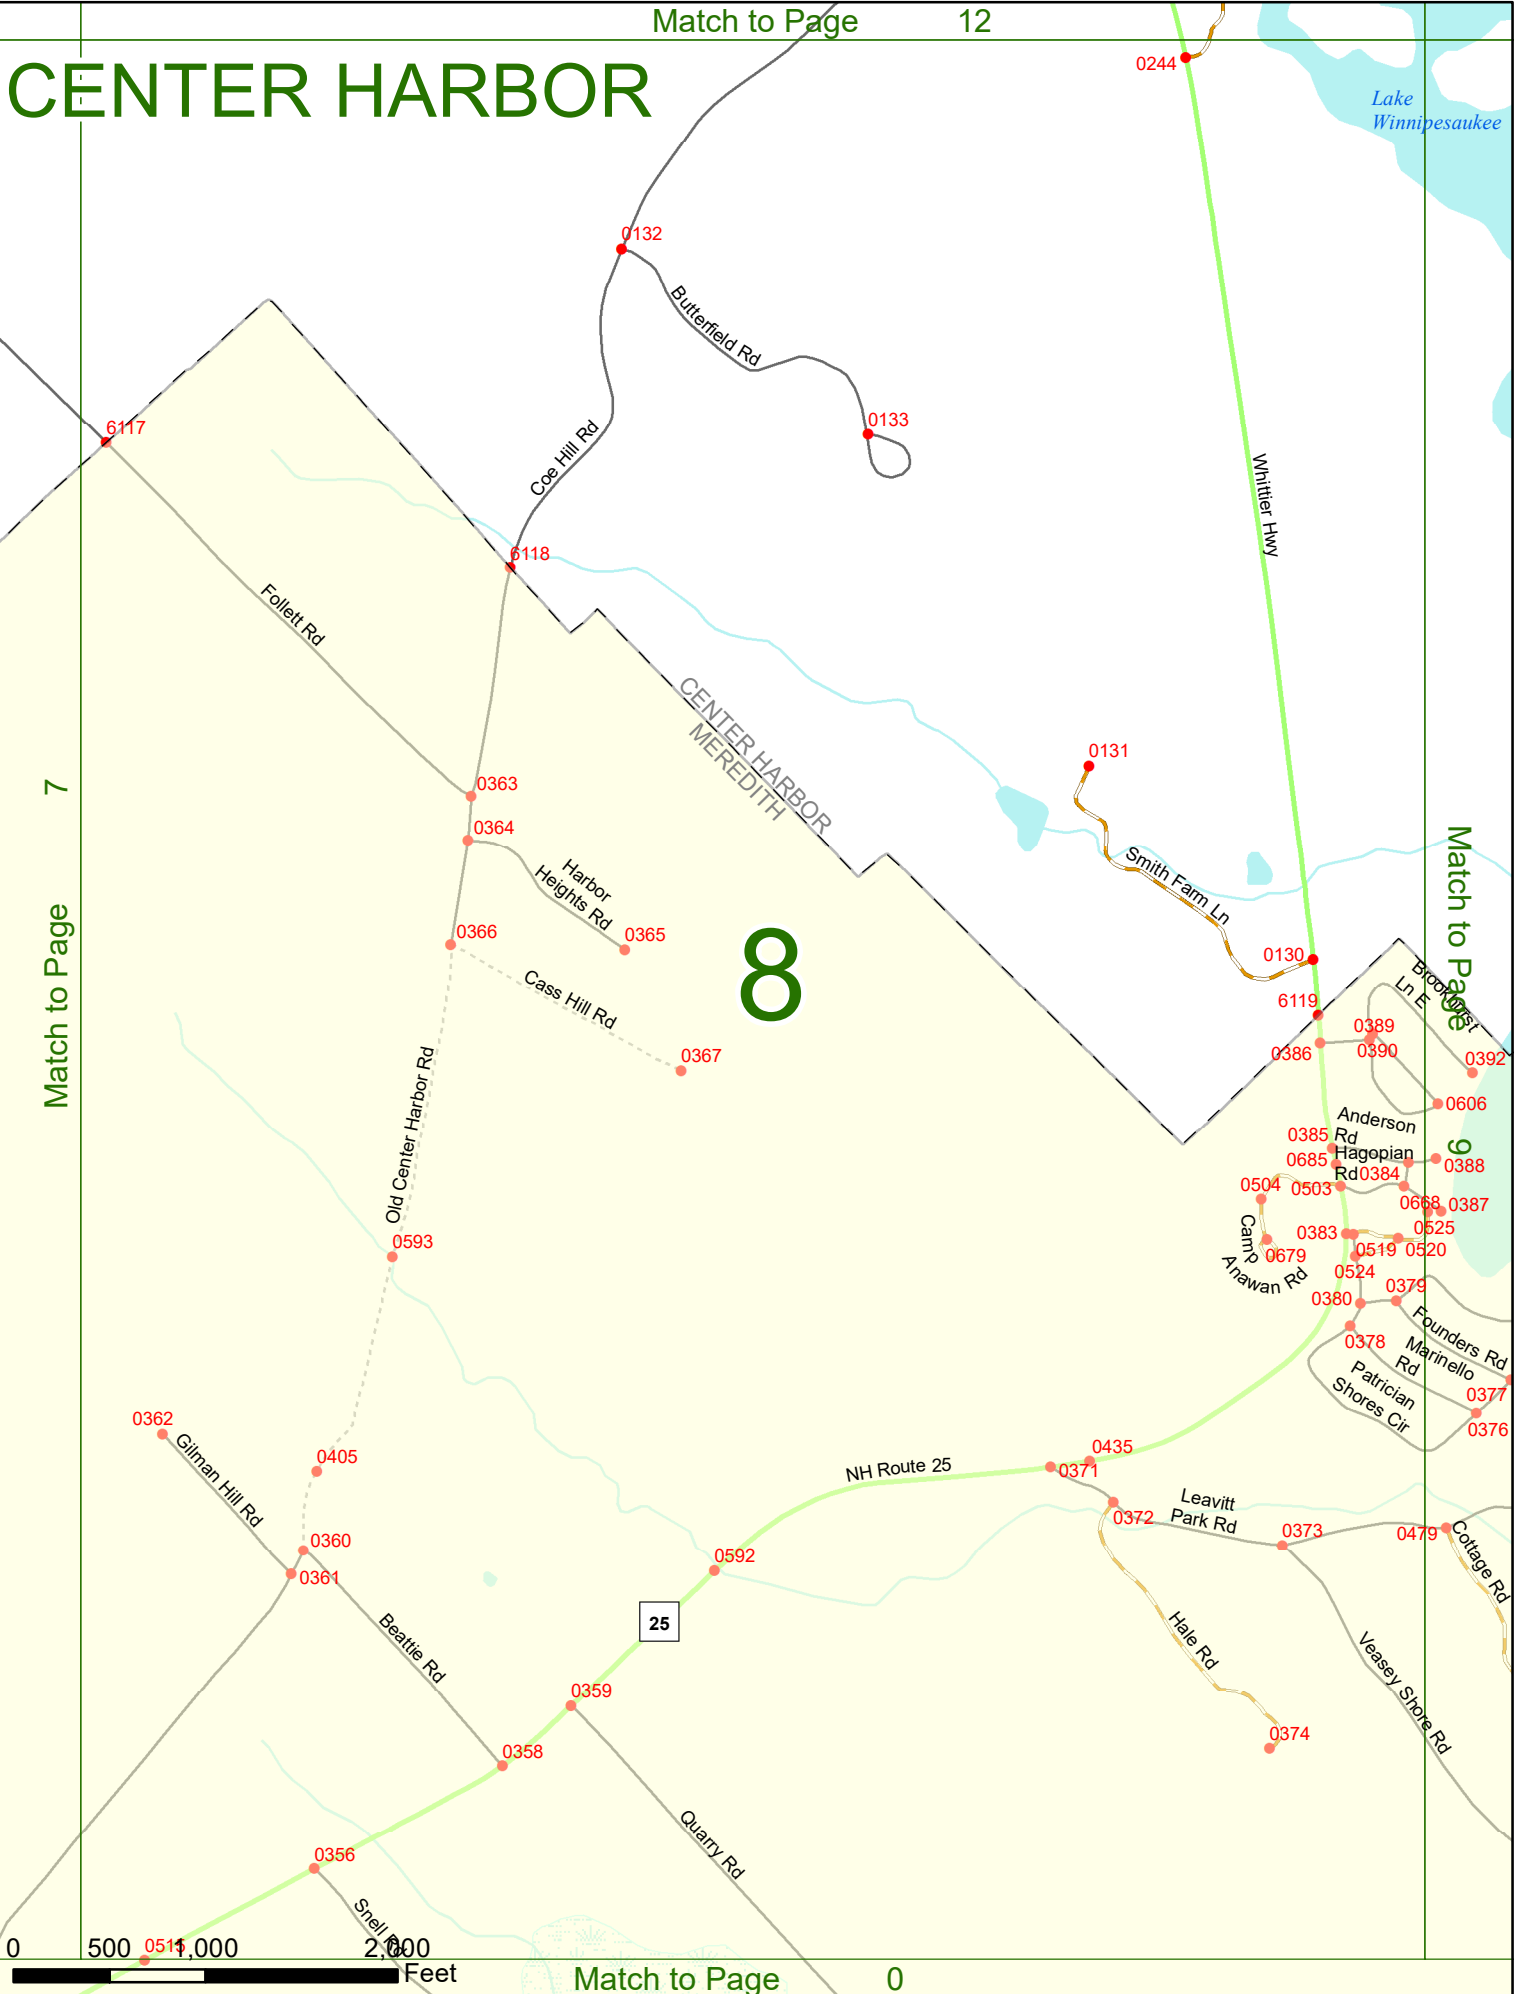 Match to Page 12
CENTER HARBOR
0244
Lake
Winnipesaukee
0132
Butterfield Rd
6117
0133
Coe Hill Rd
Whittier Hwy
6118
Follett Rd
CENTER HARBOR
MEREDITH
0131
0363
0364
Match to Page 7
Harbor
Heights Rd
Smith Farm Ln
Match to Page 9
0366
0365
8
0130
Cass Hill Rd
Brookhurst
Ln E
6119
0389
0386
0390
0392
0367
Old Center Harbor Rd
0606
Anderson
Rd
0385
Hagopian
Rd
0685
0384
0388
0504
0503
0668
0387
Camp
Anawan Rd
0383
0525
0593
0679
0519
0520
0524
0380
0379
Founders Rd
0378
Marinello
Rd
Patrician
Shores Cir
0377
0376
0362
Gilman Hill Rd
0405
0435
NH Route 25
0371
Leavitt
Park Rd
0372
0373
0479
Cottage Rd
0360
0361
0592
25
Beattie Rd
Hale Rd
Veasey Shore Rd
0359
0374
0358
Quarry Rd
0356
Snell Rd
0515
0 500 1,000 2,000
Feet
Match to Page 0